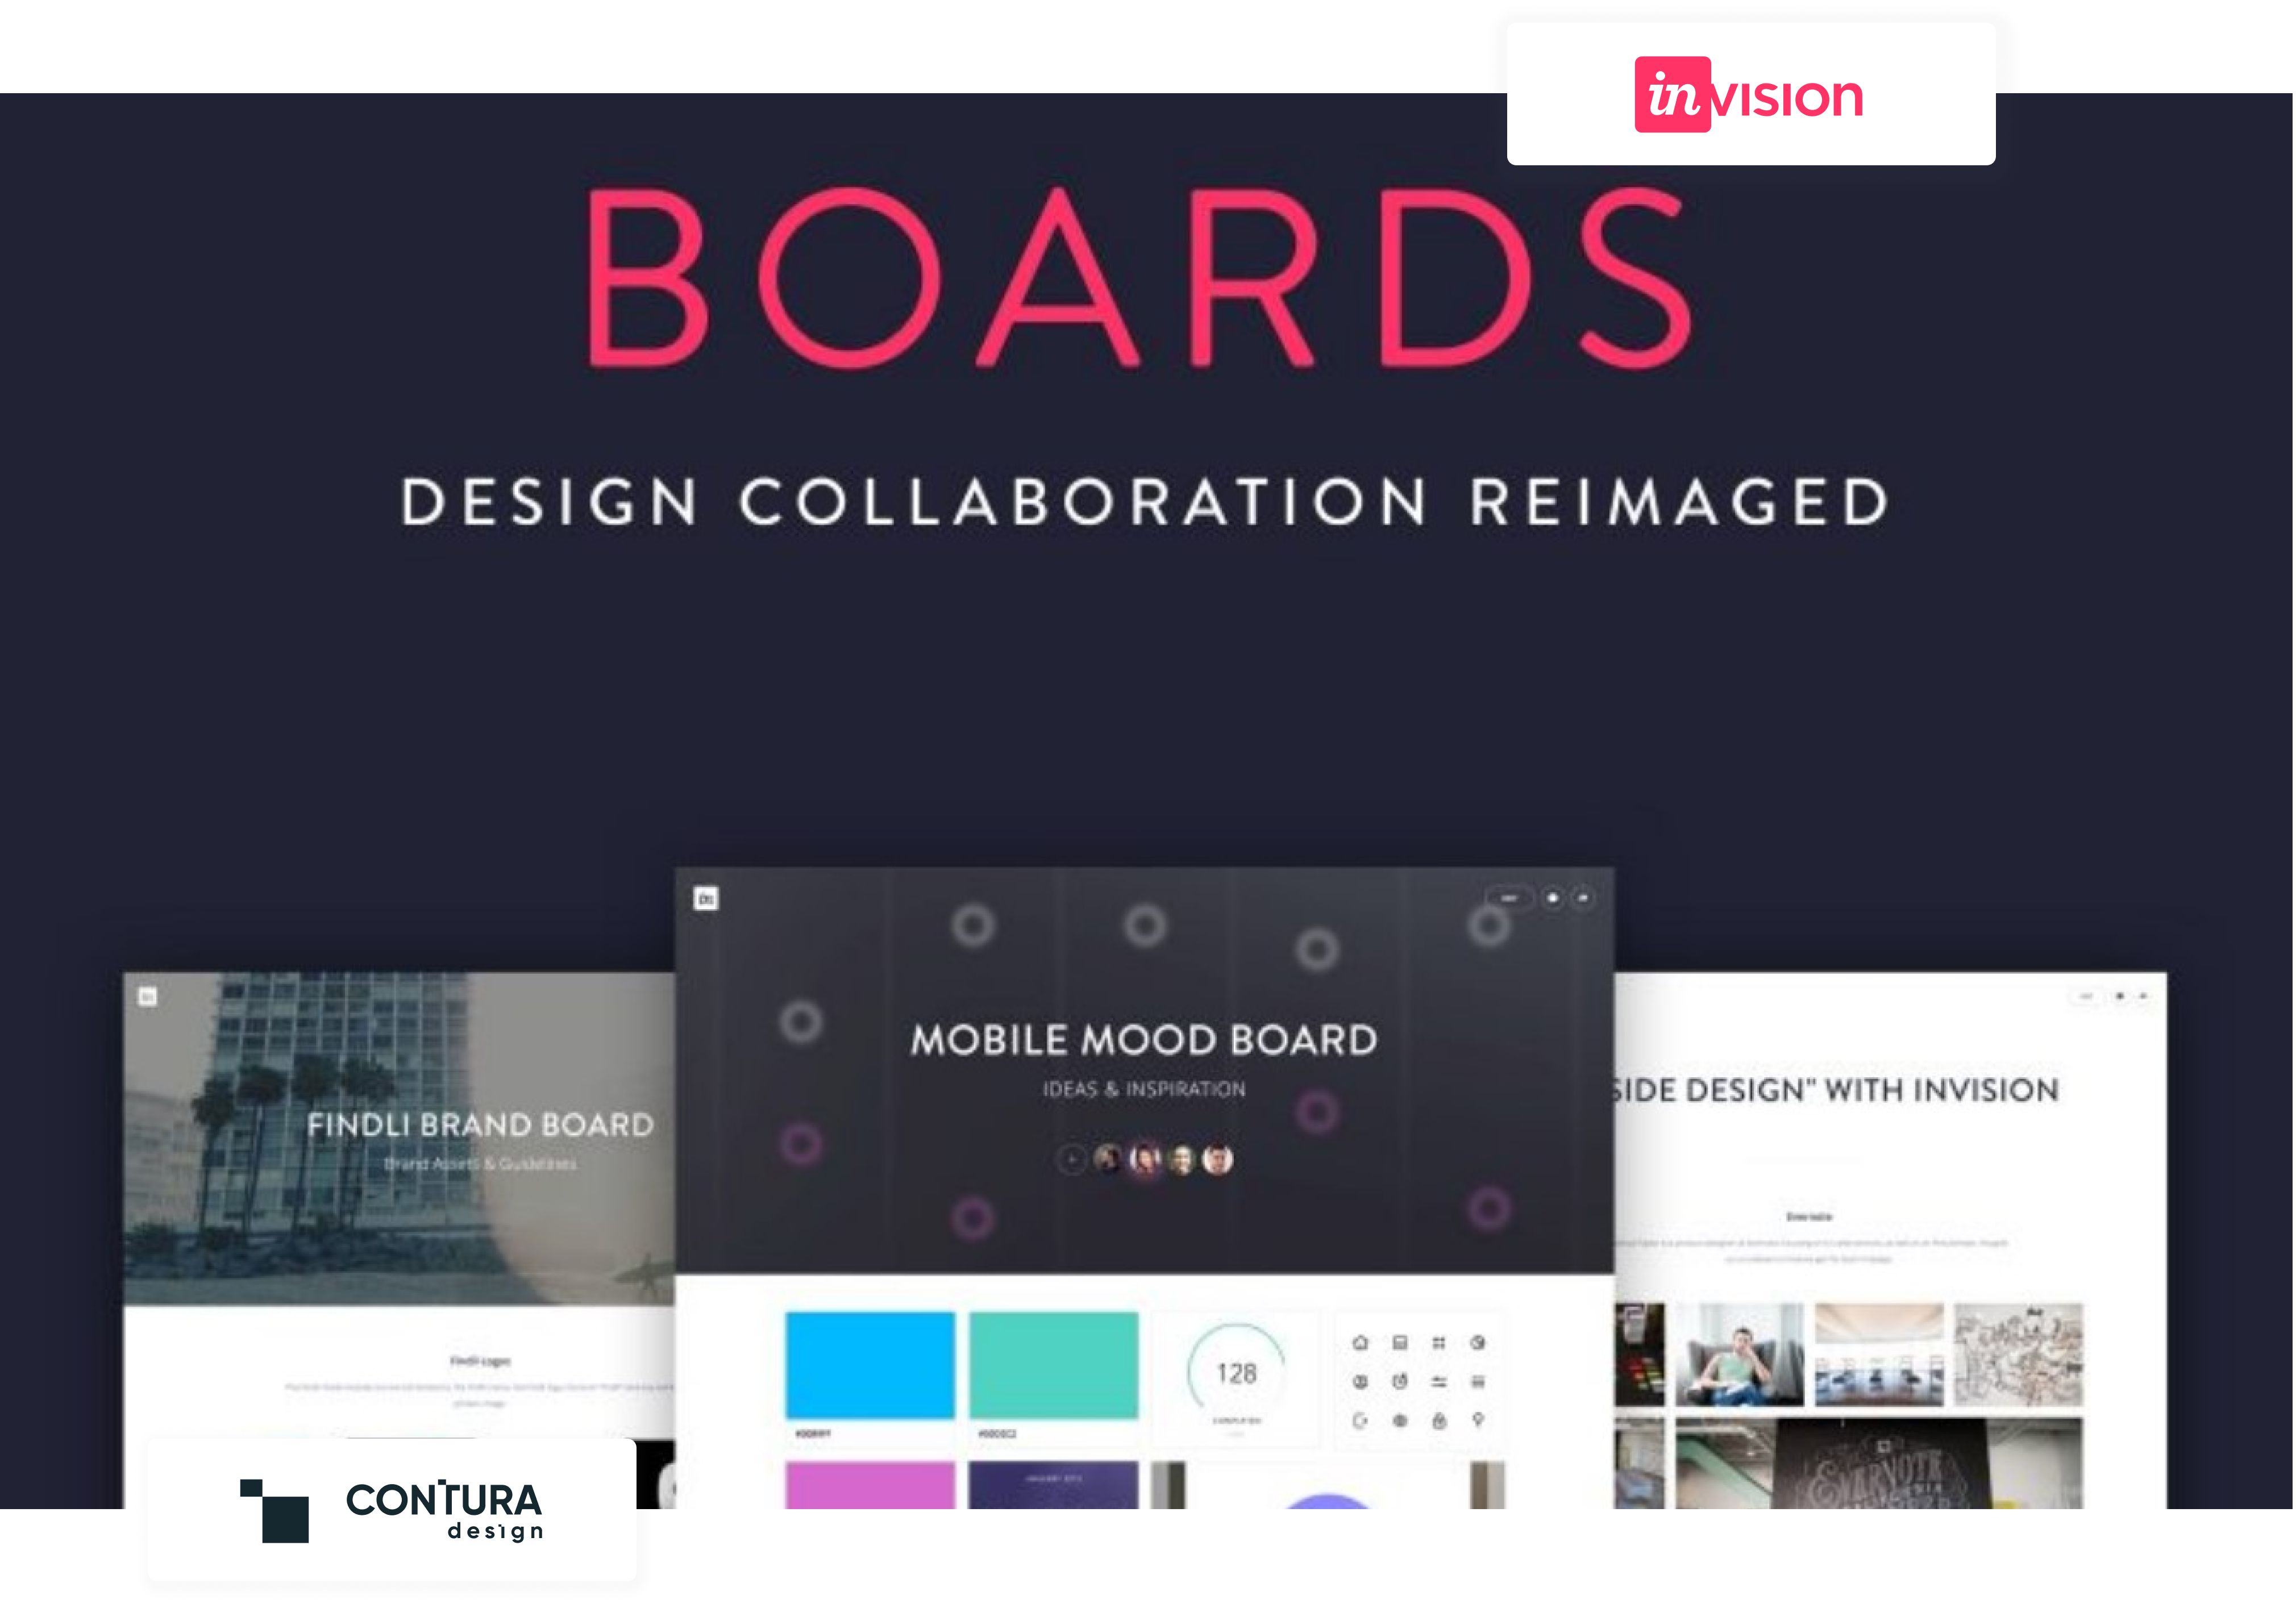 invision
BOARDS
DESIGN COLLABORATION REIMAGED
MOBILE MOOD BOARD
IDEAS & INSPIRATION
FINDLI BRAND BOARD
Brand Assets & Guidelines
SIDE DESIGN" WITH INVISION
Findli Logos
128
EVERNOTE
CONTURA
design